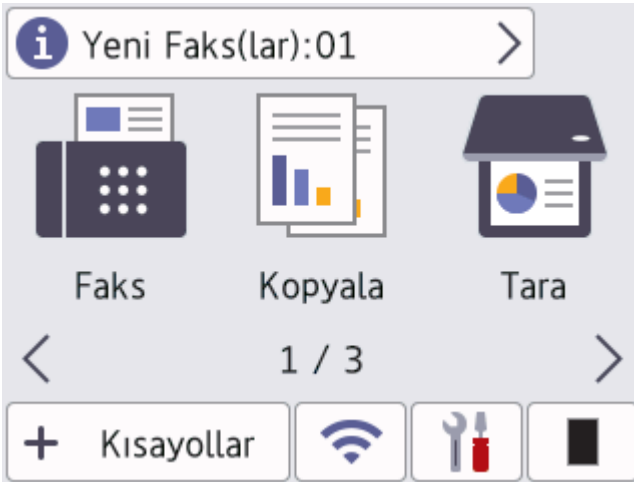 Yeni Faks(lar):01
Faks Kopyala Tara
1 / 3
+ Kısayollar